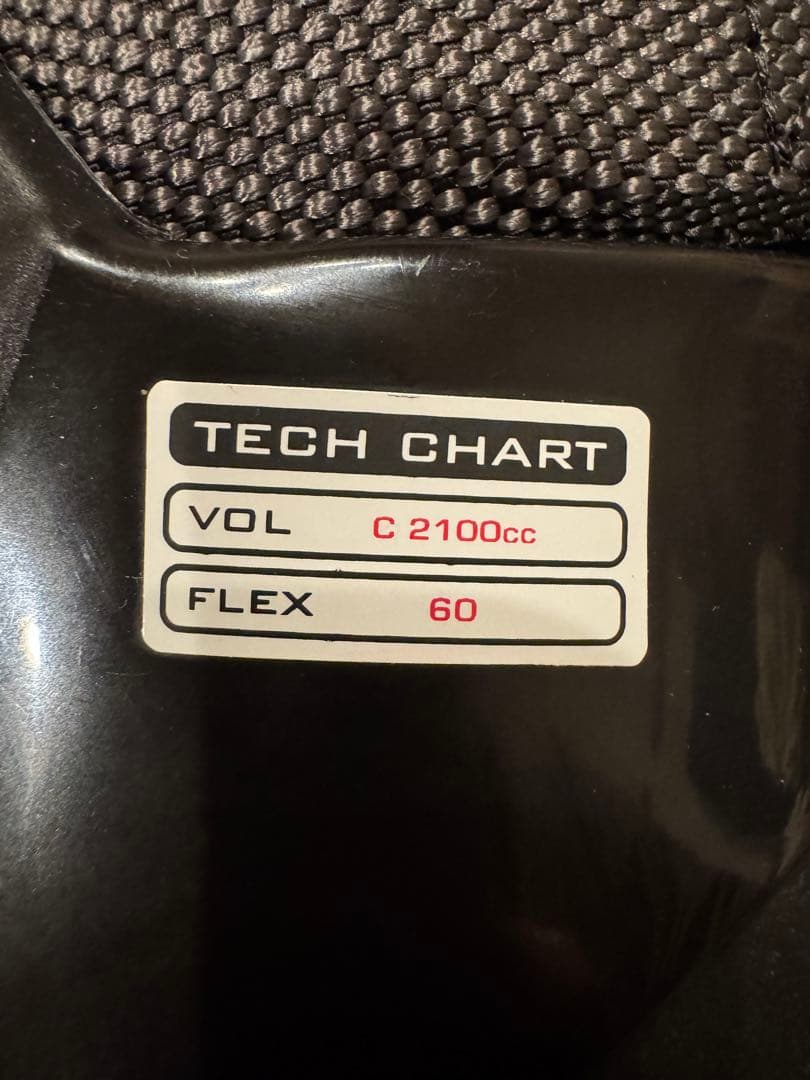 TECH CHART
VOL C 2100cc
FLEX 60